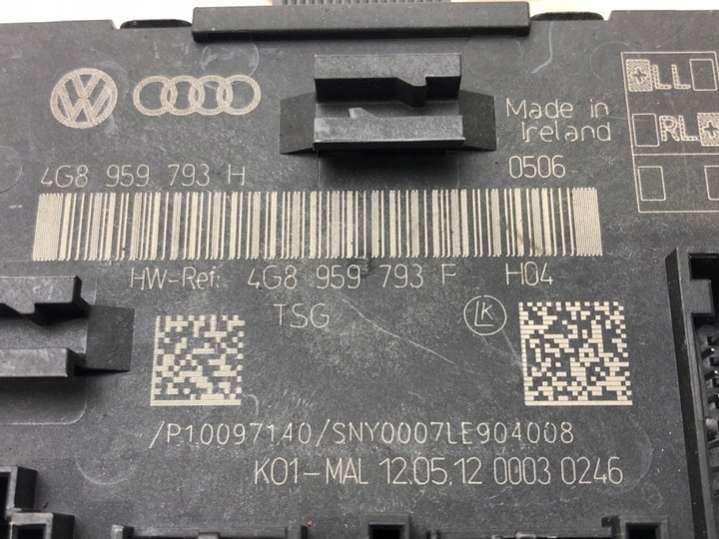 Made in
Ireland
LL
RL
4G8 959 793 H 0506
HW-Ref: 4G8 959 793 F H04
TSG LK
/P10097140/SNY0007LE904008
K01-MAL 12.05.12 0003 0246